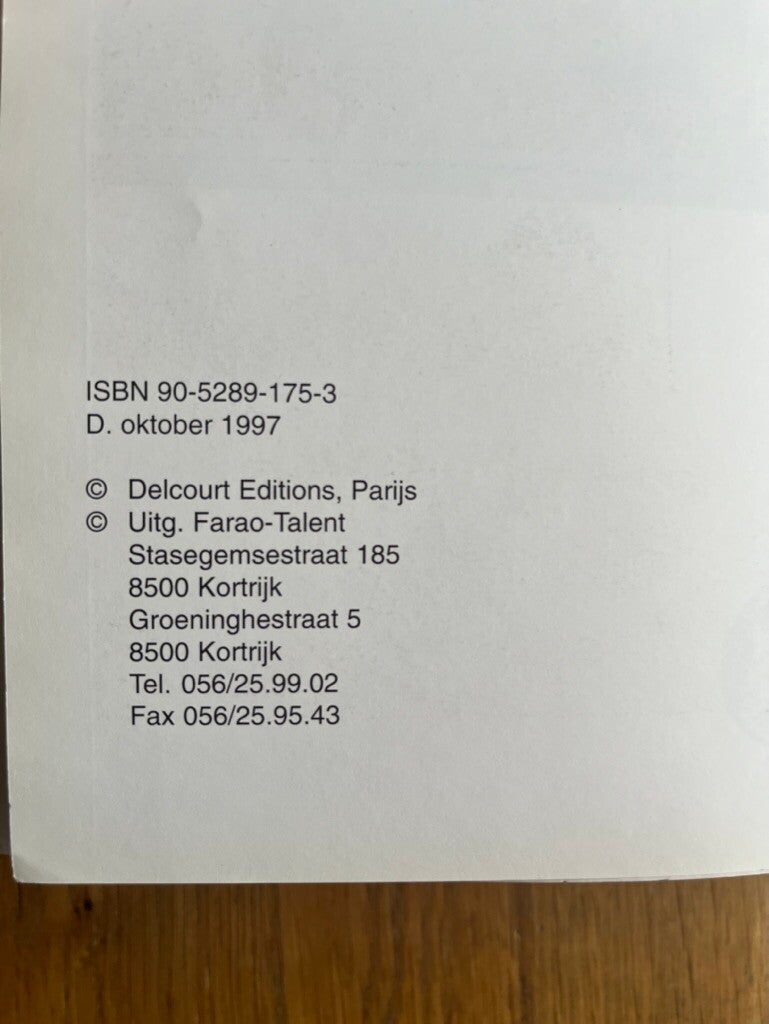 ISBN 90-5289-175-3
D. oktober 1997
© Delcourt Editions, Parijs
© Uitg. Farao-Talent
Stasegemsestraat 185
8500 Kortrijk
Groeninghestraat 5
8500 Kortrijk
Tel. 056/25.99.02
Fax 056/25.95.43